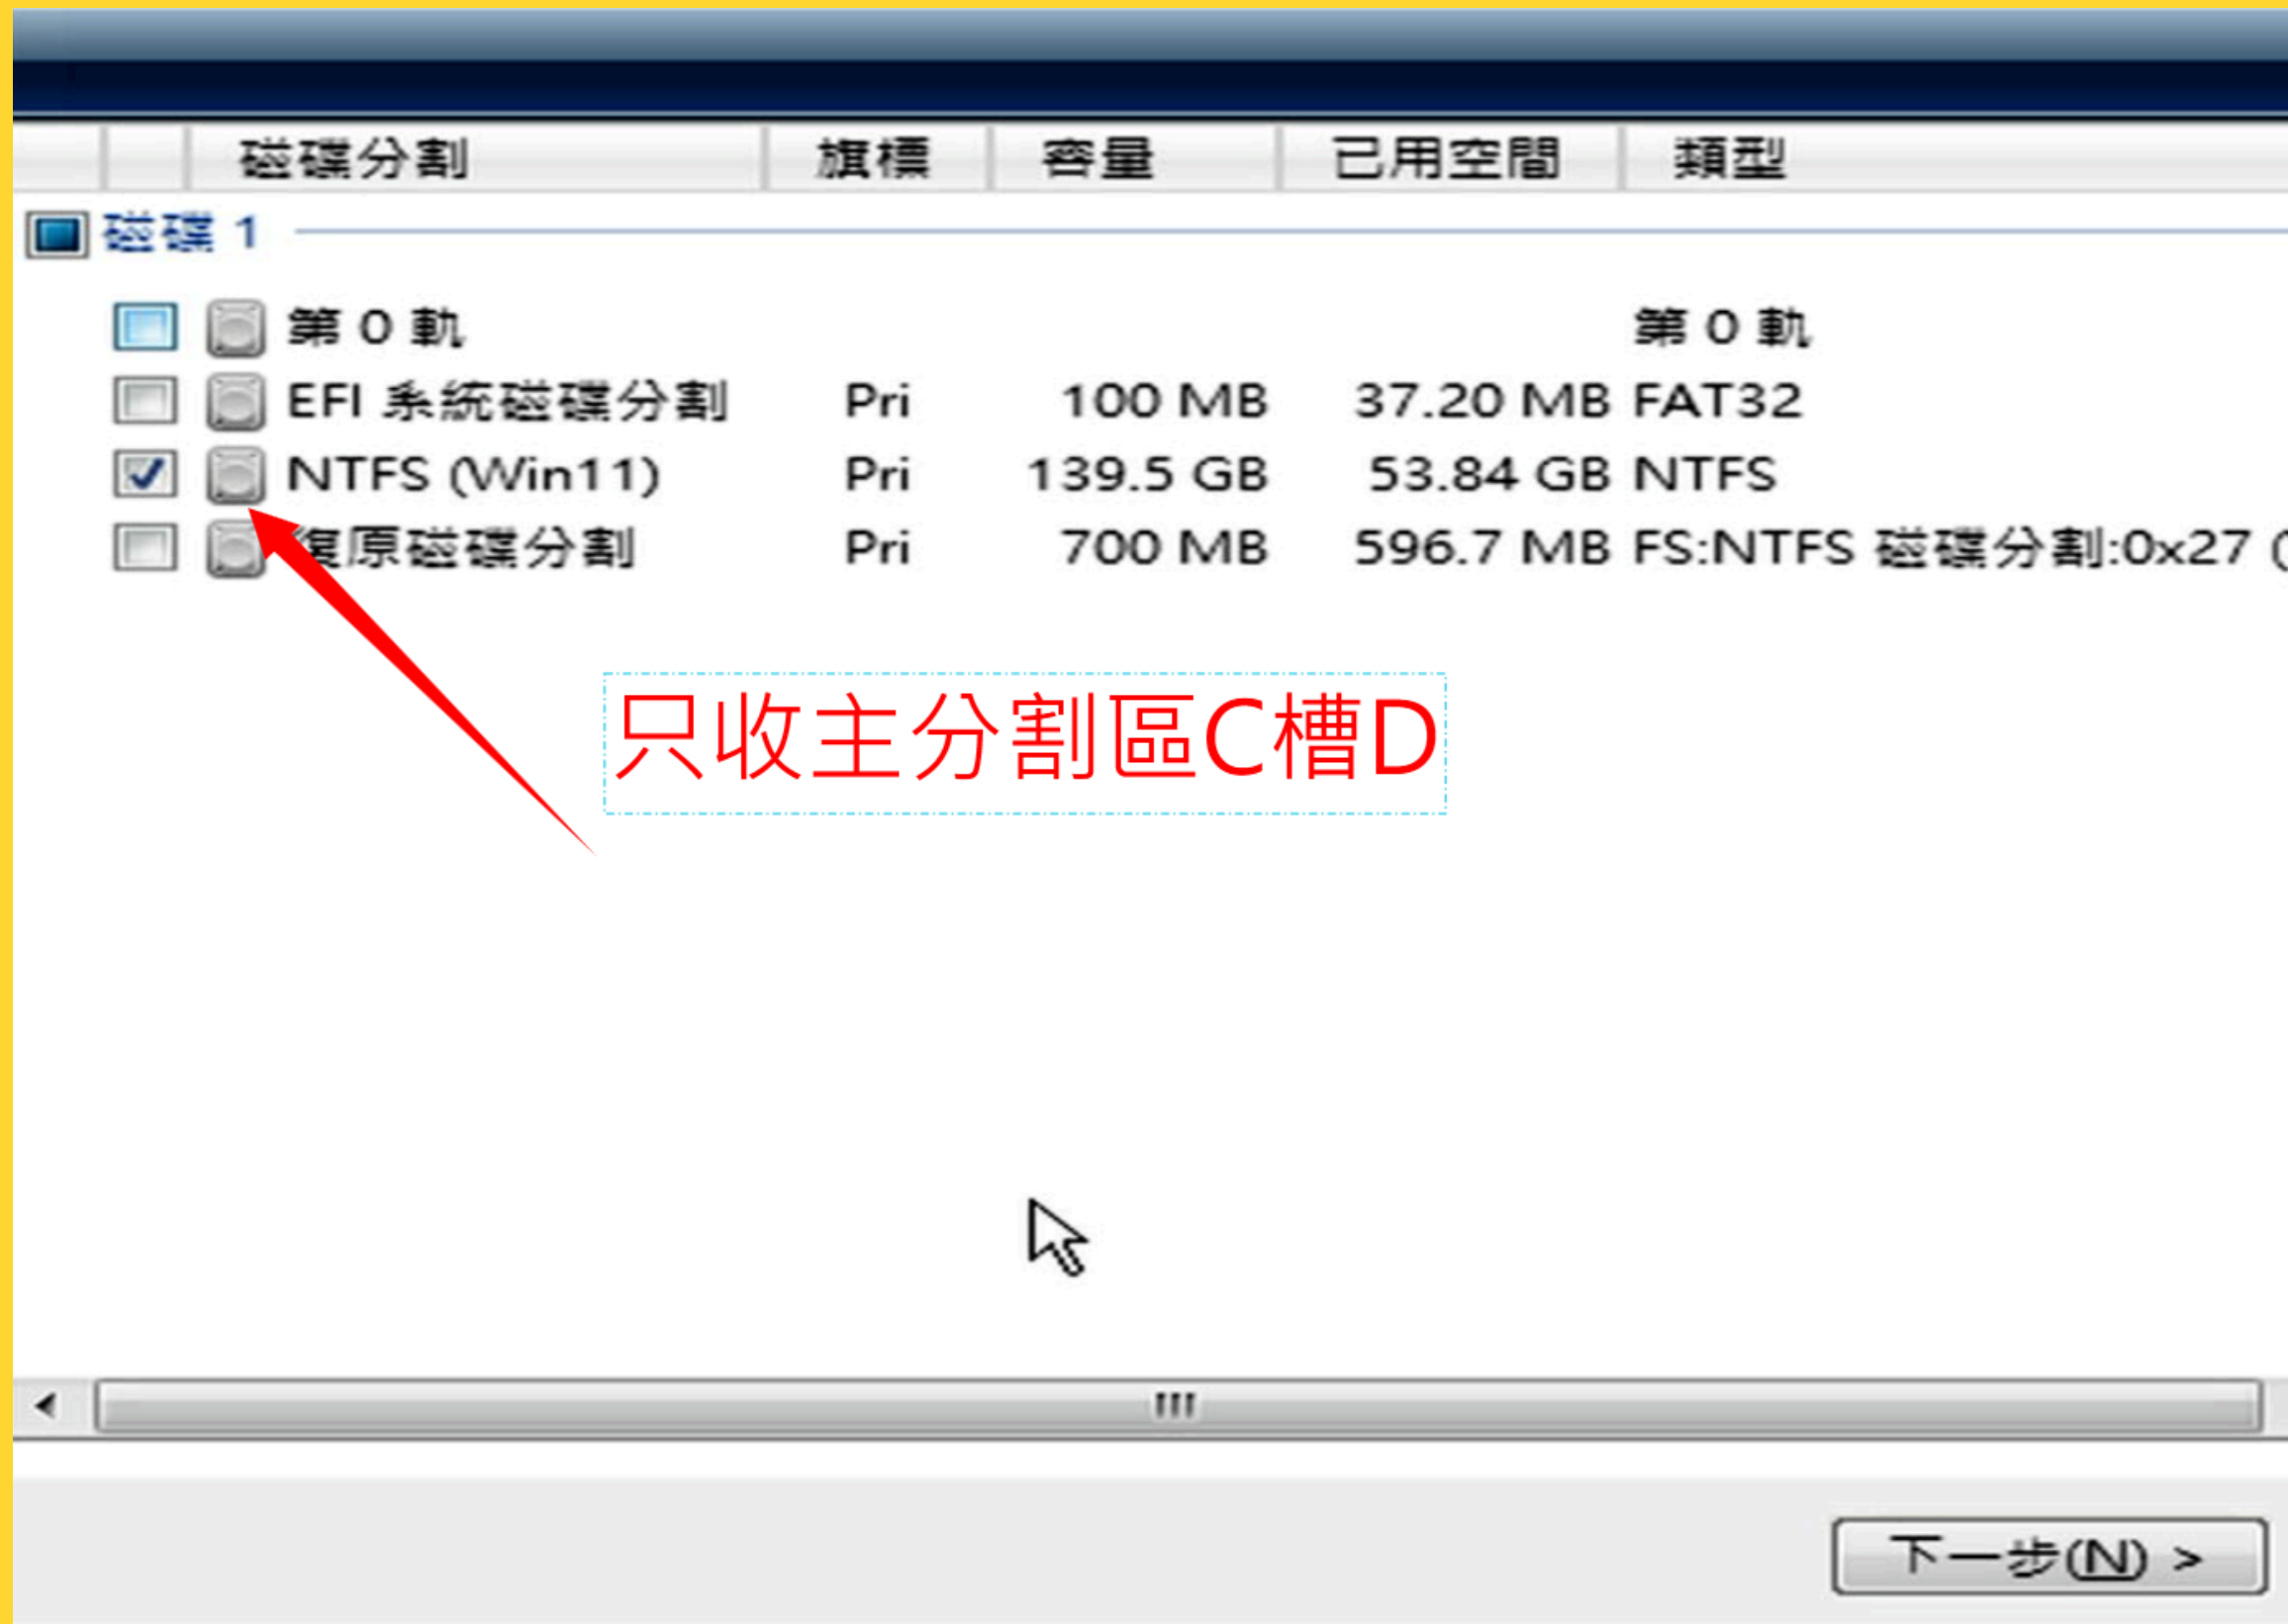 磁碟分割 旗標 容量 已用空間 類型
磁碟 1
第 0 軌 第 0 軌
EFI 系統磁碟分割 Pri 100 MB 37.20 MB FAT32
NTFS (Win11) Pri 139.5 GB 53.84 GB NTFS
復原磁碟分割 Pri 700 MB 596.7 MB FS:NTFS 磁碟分割:0x27 (
只收主分割區C槽D
下一步(N) >